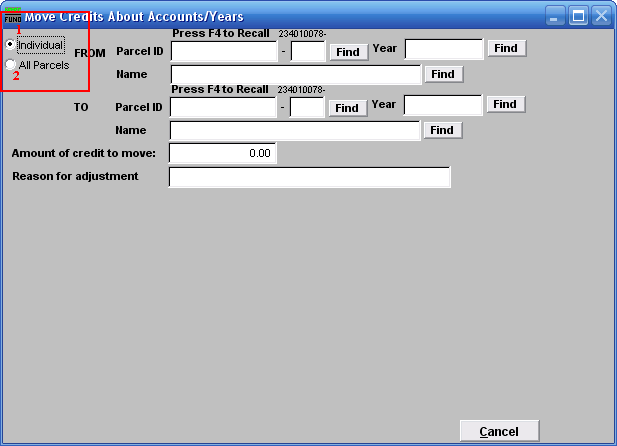 Move Credits About Accounts/Years
FUND
1
Individual
2 All Parcels
Press F4 to Recall 234010078-
FROM Parcel ID - Find Year Find
Name Find
Press F4 to Recall 234010078-
TO Parcel ID - Find Year Find
Name Find
Amount of credit to move: 0.00
Reason for adjustment
Cancel